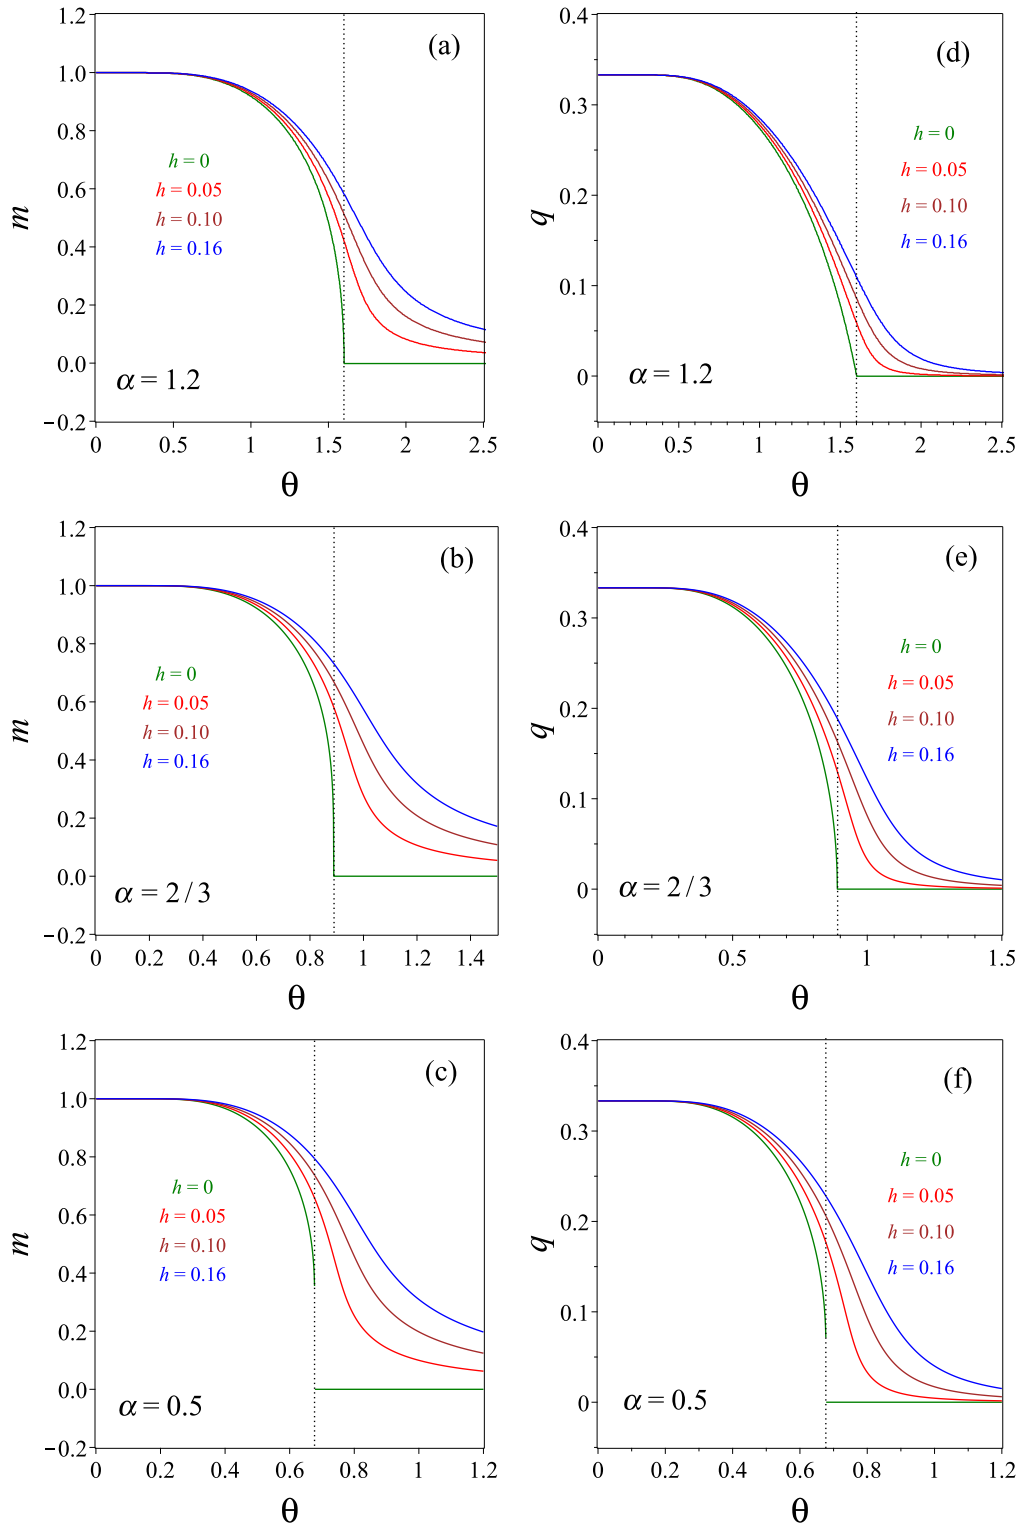 (a)
m
1.2
1.0
0.8
0.6
0.4
0.2
0.0
−0.2
h = 0
h = 0.05
h = 0.10
h = 0.16
α = 1.2
0 0.5 1 1.5 2 2.5
θ
(d)
q
0.4
0.3
0.2
0.1
0
h = 0
h = 0.05
h = 0.10
h = 0.16
α = 1.2
0 0.5 1 1.5 2 2.5
θ
(b)
m
1.2
1.0
0.8
0.6
0.4
0.2
0.0
−0.2
h = 0
h = 0.05
h = 0.10
h = 0.16
α = 2 / 3
0 0.2 0.4 0.6 0.8 1 1.2 1.4
θ
(e)
q
0.4
0.3
0.2
0.1
0
h = 0
h = 0.05
h = 0.10
h = 0.16
α = 2 / 3
0 0.5 1 1.5
θ
(c)
m
1.2
1.0
0.8
0.6
0.4
0.2
0.0
−0.2
h = 0
h = 0.05
h = 0.10
h = 0.16
α = 0.5
0 0.2 0.4 0.6 0.8 1 1.2
θ
(f)
q
0.4
0.3
0.2
0.1
0
h = 0
h = 0.05
h = 0.10
h = 0.16
α = 0.5
0 0.2 0.4 0.6 0.8 1 1.2
θ